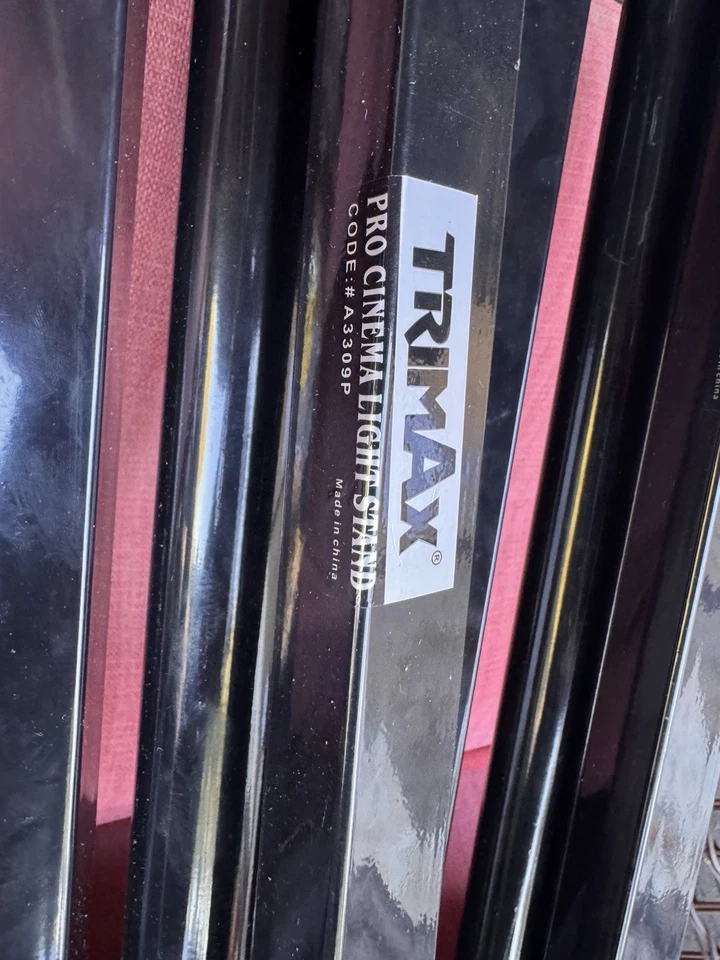 TRIMAX®
PRO CINEMA LIGHT STAND
CODE:# A3309P
Made in china